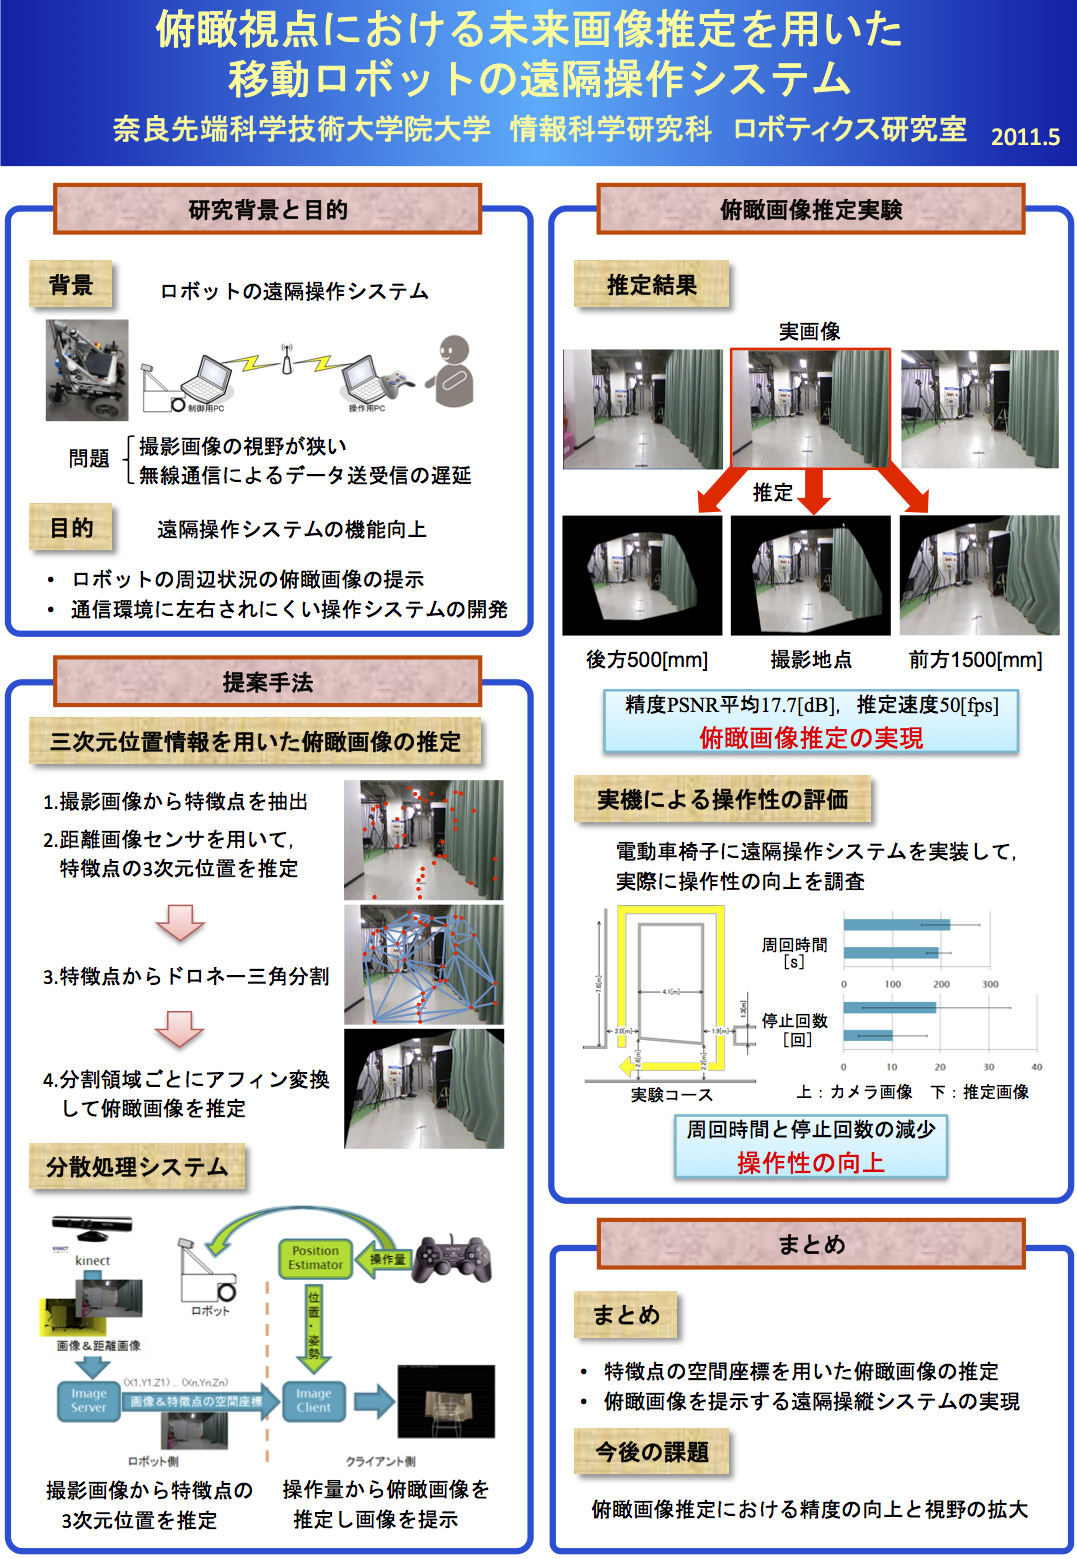 俯瞰視点における未来画像推定を用いた
移動ロボットの遠隔操作システム
奈良先端科学技術大学院大学 情報科学研究科 ロボティクス研究室 2011.5
研究背景と目的
背景
ロボットの遠隔操作システム
制御用PC
操作用PC
問題
撮影画像の視野が狭い
無線通信によるデータ送受信の遅延
目的
遠隔操作システムの機能向上
• ロボットの周辺状況の俯瞰画像の提示
• 通信環境に左右されにくい操作システムの開発
提案手法
三次元位置情報を用いた俯瞰画像の推定
1.撮影画像から特徴点を抽出
2.距離画像センサを用いて,
特徴点の3次元位置を推定
3.特徴点からドロネー三角分割
4.分割領域ごとにアフィン変換
して俯瞰画像を推定
分散処理システム
KINECT
kinect
画像&距離画像
Image
Server
(X1,Y1,Z1) ... (Xn,Yn,Zn)
画像&特徴点の空間座標
ロボット
Position
Estimator
操作量
位置・姿勢
Image
Client
ロボット側
クライアント側
撮影画像から特徴点の
3次元位置を推定
操作量から俯瞰画像を
推定し画像を提示
俯瞰画像推定実験
推定結果
実画像
推定
後方500[mm]
撮影地点
前方1500[mm]
精度PSNR平均17.7[dB], 推定速度50[fps]
俯瞰画像推定の実現
実機による操作性の評価
電動車椅子に遠隔操作システムを実装して,
実際に操作性の向上を調査
7.6[m]
4.1[m]
2.0[m]
1.9[m]
1.3[m]
2.6[m]
2.2[m]
実験コース
周回時間
[s]
0 100 200 300
停止回数
[回]
0 10 20 30 40
上：カメラ画像 下：推定画像
周回時間と停止回数の減少
操作性の向上
まとめ
まとめ
• 特徴点の空間座標を用いた俯瞰画像の推定
• 俯瞰画像を提示する遠隔操縦システムの実現
今後の課題
俯瞰画像推定における精度の向上と視野の拡大